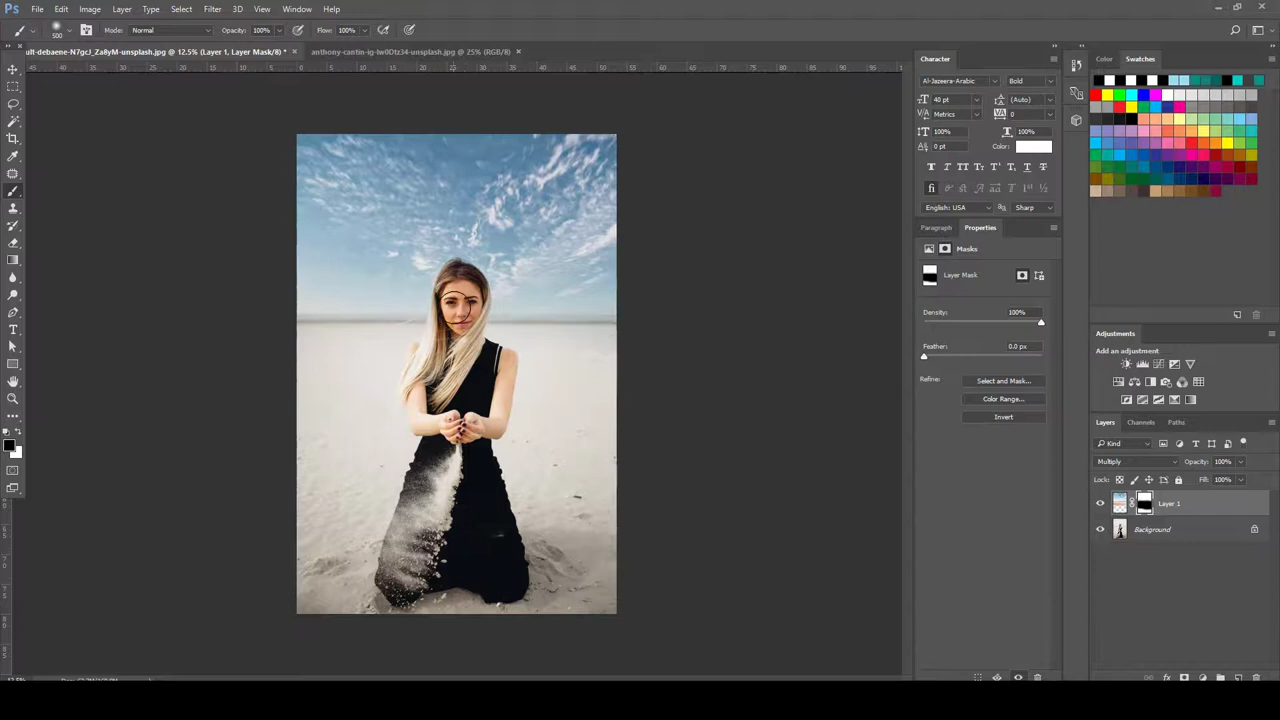 Ps File Edit Image Layer Type Select Filter 3D View Window Help
500 Mode: Normal Opacity: 100% Flow: 100%
ult-debaene-N7gcJ_Za8yM-unsplash.jpg @ 12.5% (Layer 1, Layer Mask/8) * × anthony-cantin-ig-lw0Dtz34-unsplash.jpg @ 25% (RGB/8) ×
Character
Color Swatches
Al-Jazeera-Arabic Bold
40 pt (Auto)
Metrics 0
100% 100%
0 pt Color:
English: USA Sharp
Paragraph Properties
Masks
Layer Mask
Density: 100%
Feather: 0.0 px
Refine: Select and Mask...
Color Range...
Invert
Adjustments
Add an adjustment
Layers Channels Paths
Kind
Multiply Opacity: 100%
Lock: Fill: 100%
Layer 1
Background